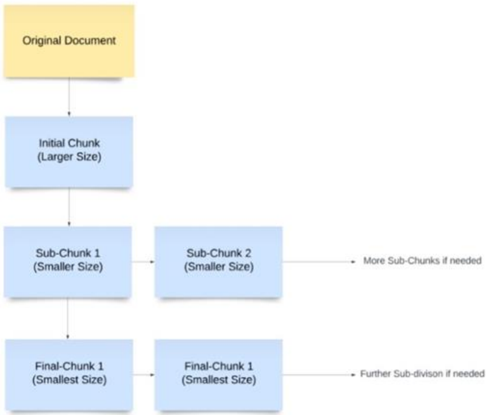 Original Document
Initial Chunk
(Larger Size)
Sub-Chunk 1
(Smaller Size)
Sub-Chunk 2
(Smaller Size)
More Sub-Chunks if needed
Final-Chunk 1
(Smallest Size)
Final-Chunk 1
(Smallest Size)
Further Sub-divison if needed